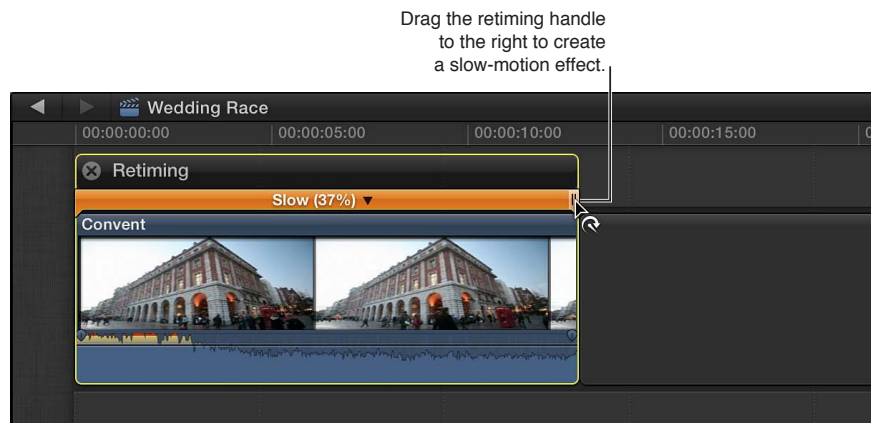 Drag the retiming handle
to the right to create
a slow-motion effect.
Wedding Race
00:00:00:00 00:00:05:00 00:00:10:00 00:00:15:00 0
Retiming
Slow (37%)
Convent